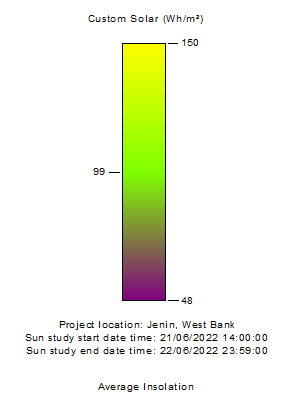 Custom Solar (Wh/m²)
150
99
48
Project location: Jenin, West Bank
Sun study start date time: 21/06/2022 14:00:00
Sun study end date time: 22/06/2022 23:59:00
Average Insolation